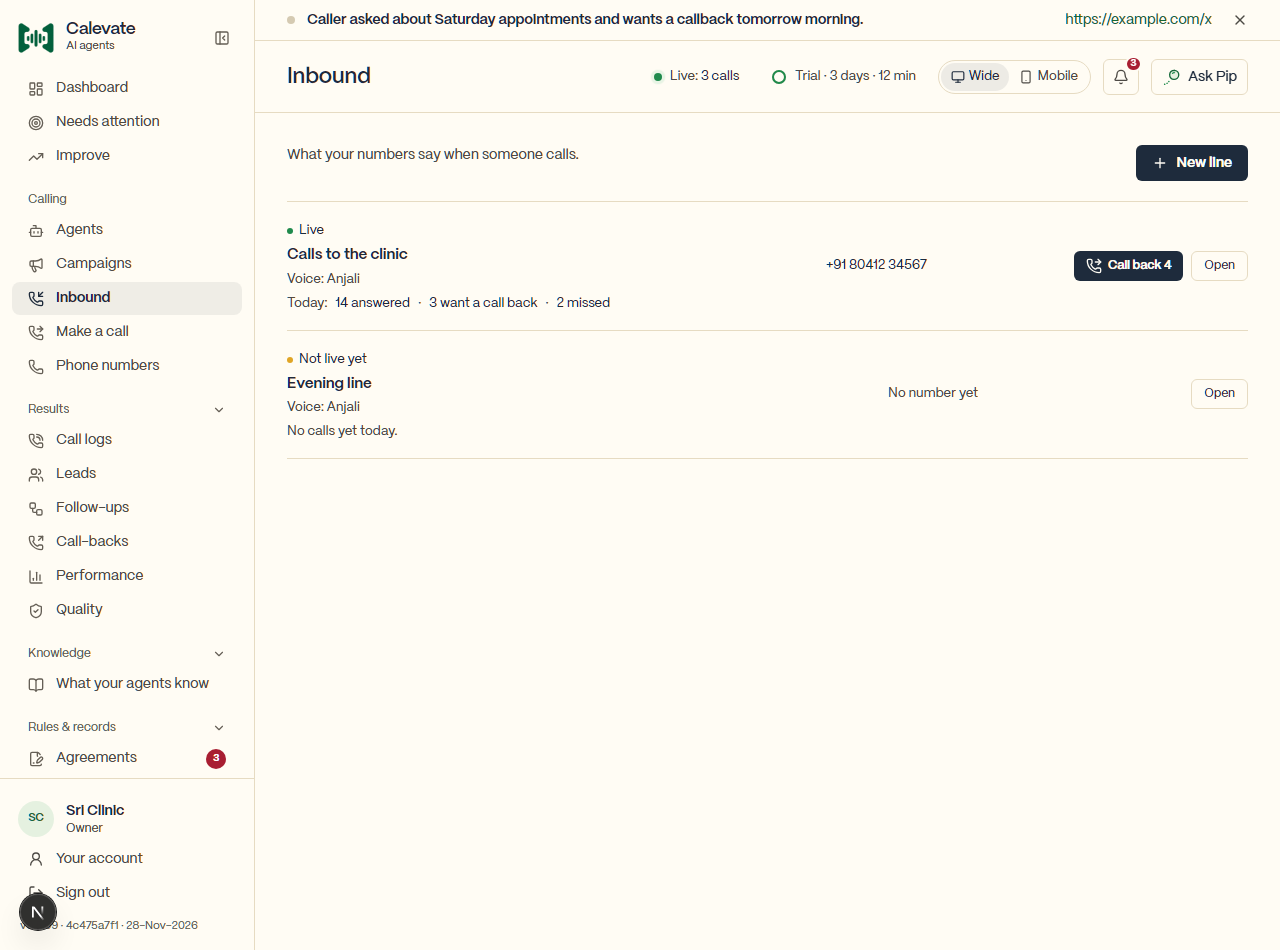 Calevate
AI agents
Dashboard
Needs attention
Improve
Calling
Agents
Campaigns
Inbound
Make a call
Phone numbers
Results
Call logs
Leads
Follow-ups
Call-backs
Performance
Quality
Knowledge
What your agents know
Rules & records
Agreements 3
SC
Sri Clinic
Owner
Your account
Sign out
N
· 4c475a7f1 · 28-Nov-2026
Caller asked about Saturday appointments and wants a callback tomorrow morning. https://example.com/x
Inbound
Live: 3 calls
Trial · 3 days · 12 min
Wide
Mobile
3
Ask Pip
What your numbers say when someone calls.
New line
Live
Calls to the clinic
Voice: Anjali
Today: 14 answered · 3 want a call back · 2 missed
+91 80412 34567
Call back 4
Open
Not live yet
Evening line
Voice: Anjali
No calls yet today.
No number yet
Open